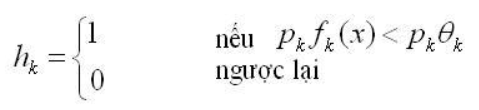 h_k = { 1 nếu p_k f_k(x) < p_k θ_k
0 ngược lại